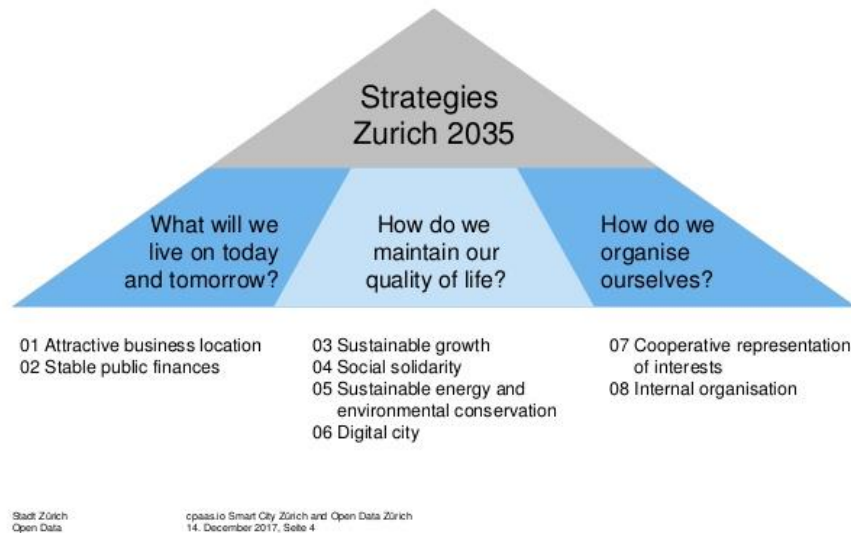 Strategies
Zurich 2035
What will we
live on today
and tomorrow?
How do we
maintain our
quality of life?
How do we
organise
ourselves?
01 Attractive business location
02 Stable public finances
03 Sustainable growth
04 Social solidarity
05 Sustainable energy and
environmental conservation
06 Digital city
07 Cooperative representation
of interests
08 Internal organisation
Stadt Zürich
Open Data
cpaas.io Smart City Zürich and Open Data Zürich
14. December 2017, Seite 4